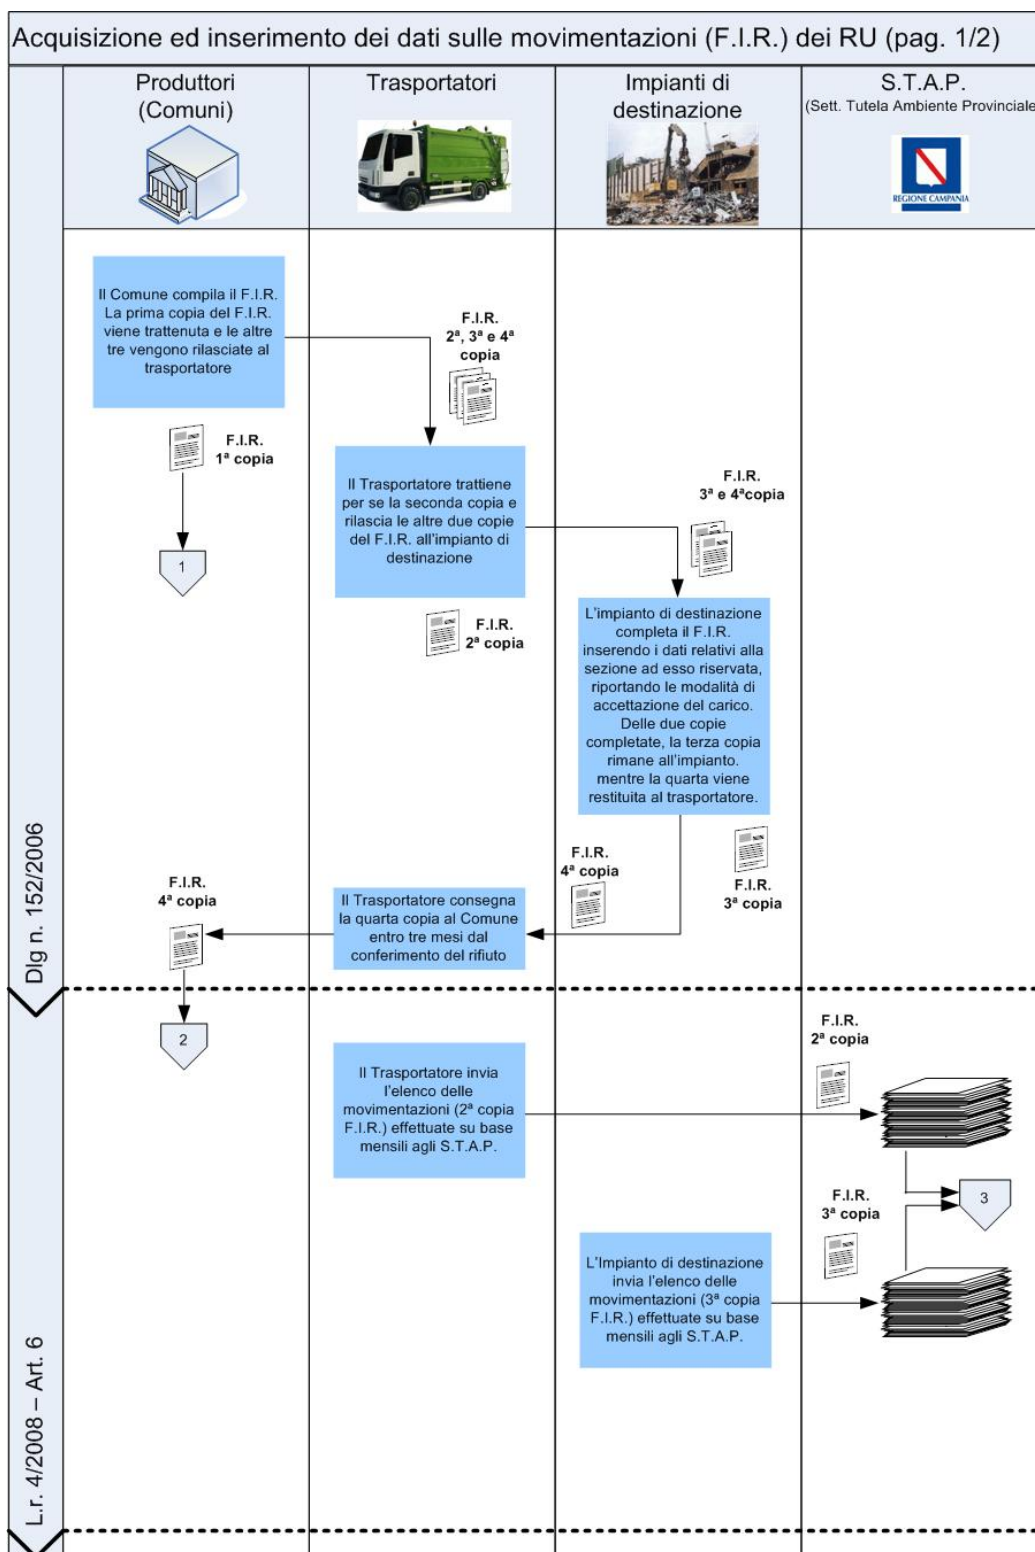 Acquisizione ed inserimento dei dati sulle movimentazioni (F.I.R.) dei RU (pag. 1/2)
Produttori
(Comuni)
Trasportatori
Impianti di
destinazione
S.T.A.P.
(Sett. Tutela Ambiente Provinciale
REGIONE CAMPANIA
Il Comune compila il F.I.R.
La prima copia del F.I.R.
viene trattenuta e le altre
tre vengono rilasciate al
trasportatore
F.I.R.
2ª, 3ª e 4ª
copia
F.I.R.
1ª copia
1
Il Trasportatore trattiene
per se la seconda copia e
rilascia le altre due copie
del F.I.R. all'impianto di
destinazione
F.I.R.
3ª e 4ªcopia
F.I.R.
2ª copia
L'impianto di destinazione
completa il F.I.R.
inserendo i dati relativi alla
sezione ad esso riservata,
riportando le modalità di
accettazione del carico.
Delle due copie
completate, la terza copia
rimane all'impianto.
mentre la quarta viene
restituita al trasportatore.
F.I.R.
4ª copia
F.I.R.
3ª copia
Il Trasportatore consegna
la quarta copia al Comune
entro tre mesi dal
conferimento del rifiuto
F.I.R.
4ª copia
Dlg n. 152/2006
2
Il Trasportatore invia
l'elenco delle
movimentazioni (2ª copia
F.I.R.) effettuate su base
mensili agli S.T.A.P.
F.I.R.
2ª copia
3
F.I.R.
3ª copia
L'Impianto di destinazione
invia l'elenco delle
movimentazioni (3ª copia
F.I.R.) effettuate su base
mensili agli S.T.A.P.
L.r. 4/2008 – Art. 6